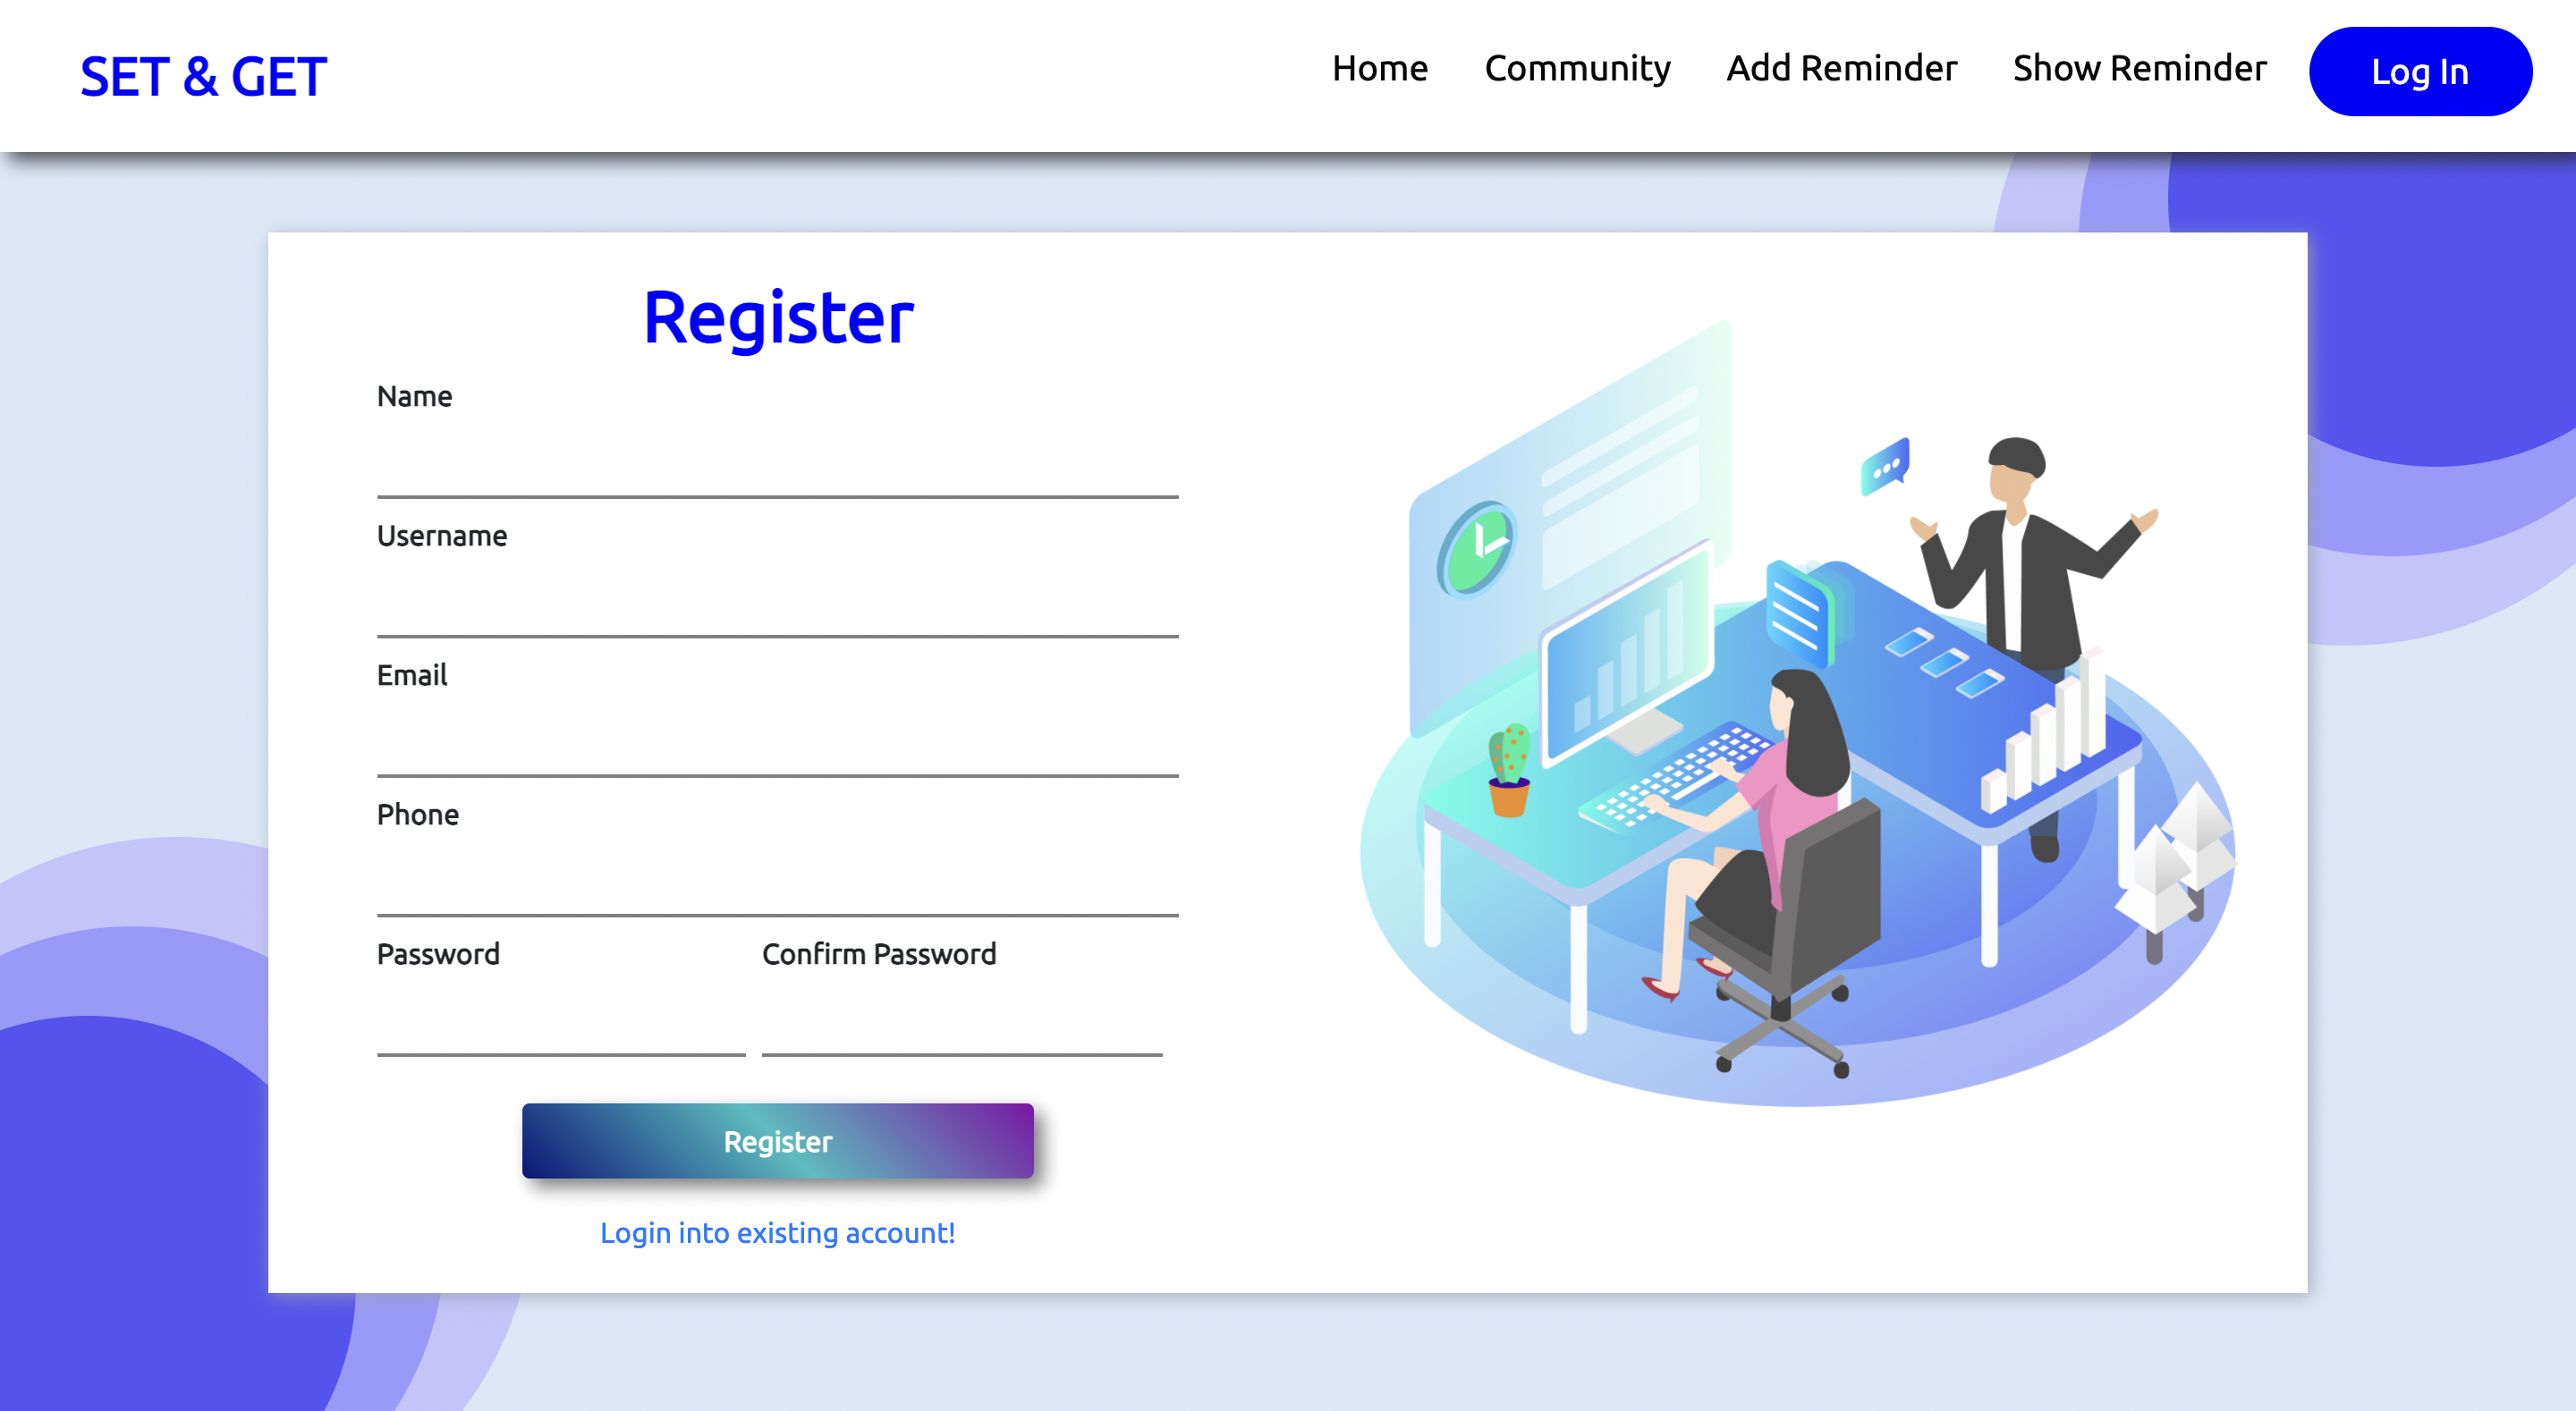 SET & GET
Home Community Add Reminder Show Reminder Log In
Register
Name
Username
Email
Phone
Password Confirm Password
Register
Login into existing account!